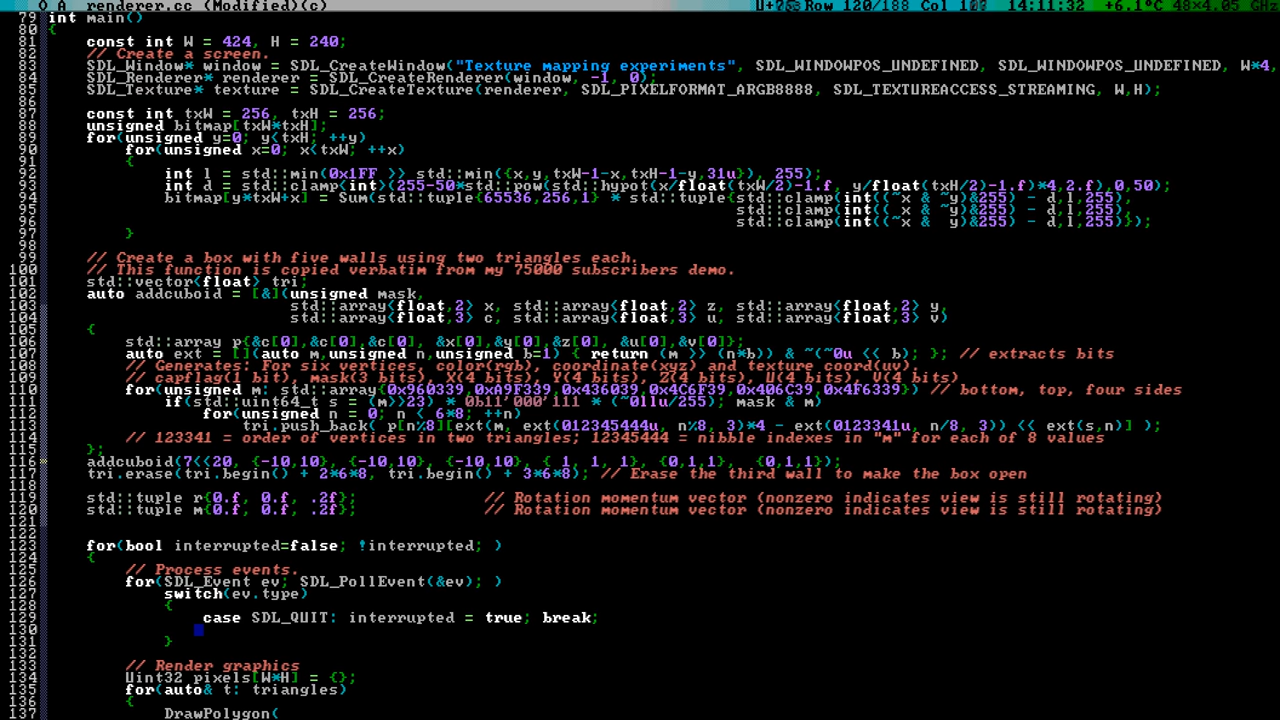 O A renderer.cc (Modified)(c) Row 120/188 Col 14:11:32 +6.1°C 48×4.05 GHz
79 int main()
80 {
81 const int W = 424, H = 240;
82 // Create a screen.
83 SDL_Window* window = SDL_CreateWindow("Texture mapping experiments", SDL_WINDOWPOS_UNDEFINED, SDL_WINDOWPOS_UNDEFINED, W*4,
84 SDL_Renderer* renderer = SDL_CreateRenderer(window, -1, 0);
85 SDL_Texture* texture = SDL_CreateTexture(renderer, SDL_PIXELFORMAT_ARGB8888, SDL_TEXTUREACCESS_STREAMING, W,H);
86
87 const int txW = 256, txH = 256;
88 unsigned bitmap[txW*txH];
89 for(unsigned y=0; y<txH; ++y)
90 for(unsigned x=0; x<txW; ++x)
91 {
92 int l = std::min(0x1FF >> std::min({x,y,txW-1-x,txH-1-y,31u}), 255);
93 int d = std::clamp(int)(255-50*std::pow(std::hypot(x/float(txW/2)-1.f, y/float(txH/2)-1.f)*4,2.f),0,50);
94 bitmap[y*txW+x] = Sum(std::tuple{65536,256,1} * std::tuple{std::clamp(int((~x & ~y)&255) - d,l,255),
95 std::clamp(int((x & ~y)&255) - d,l,255),
96 std::clamp(int((~x & y)&255) - d,l,255)});
97 }
98
99 // Create a box with five walls using two triangles each.
100 // This function is copied verbatim from my 75000 subscribers demo.
101 std::vector<float> tri;
102 auto addcuboid = [&](unsigned mask,
103 std::array<float,2> x, std::array<float,2> z, std::array<float,2> y,
104 std::array<float,3> c, std::array<float,3> u, std::array<float,3> v)
105 {
106 std::array p{&c[0],&c[0],&c[0], &x[0],&y[0],&z[0], &u[0],&v[0]};
107 auto ext = [](auto m,unsigned n,unsigned b=1) { return (m >> (n*b)) & ~(~0u << b); }; // extracts bits
108 // Generates: For six vertices, color(rgb), coordinate(xyz) and texture coord(uv).
109 // capflag(1 bit), mask(3 bits), X(4 bits), Y(4 bits), Z(4 bits), U(4 bits), V(4 bits)
110 for(unsigned m: std::array{0x960339,0xA9F339,0x436039,0x4C6F39,0x406C39,0x4F6339}) // bottom, top, four sides
111 if(std::uint64_t s = (m>>23) * 0b11'000'111 * (~0llu/255); mask & m)
112 for(unsigned n = 0; n < 6*8; ++n)
113 tri.push_back( p[n%8][ext(m, ext(012345444u, n%8, 3)*4 - ext(0123341u, n/8, 3)) << ext(s,n)] );
114 // 123341 = order of vertices in two triangles; 12345444 = nibble indexes in "m" for each of 8 values
115 };
116 addcuboid(7<<20, {-10,10}, {-10,10}, {-10,10}, { 1, 1, 1}, {0,1,1}, {0,1,1});
117 tri.erase(tri.begin() + 2*6*8, tri.begin() + 3*6*8); // Erase the third wall to make the box open
118
119 std::tuple r{0.f, 0.f, .2f}; // Rotation momentum vector (nonzero indicates view is still rotating)
120 std::tuple m{0.f, 0.f, .2f}; // Rotation momentum vector (nonzero indicates view is still rotating)
121
122
123 for(bool interrupted=false; !interrupted; )
124 {
125 // Process events.
126 for(SDL_Event ev; SDL_PollEvent(&ev); )
127 switch(ev.type)
128 {
129 case SDL_QUIT: interrupted = true; break;
130
131 }
132
133 // Render graphics
134 Uint32 pixels[W*H] = {};
135 for(auto& t: triangles)
136 {
137 DrawPolygon(